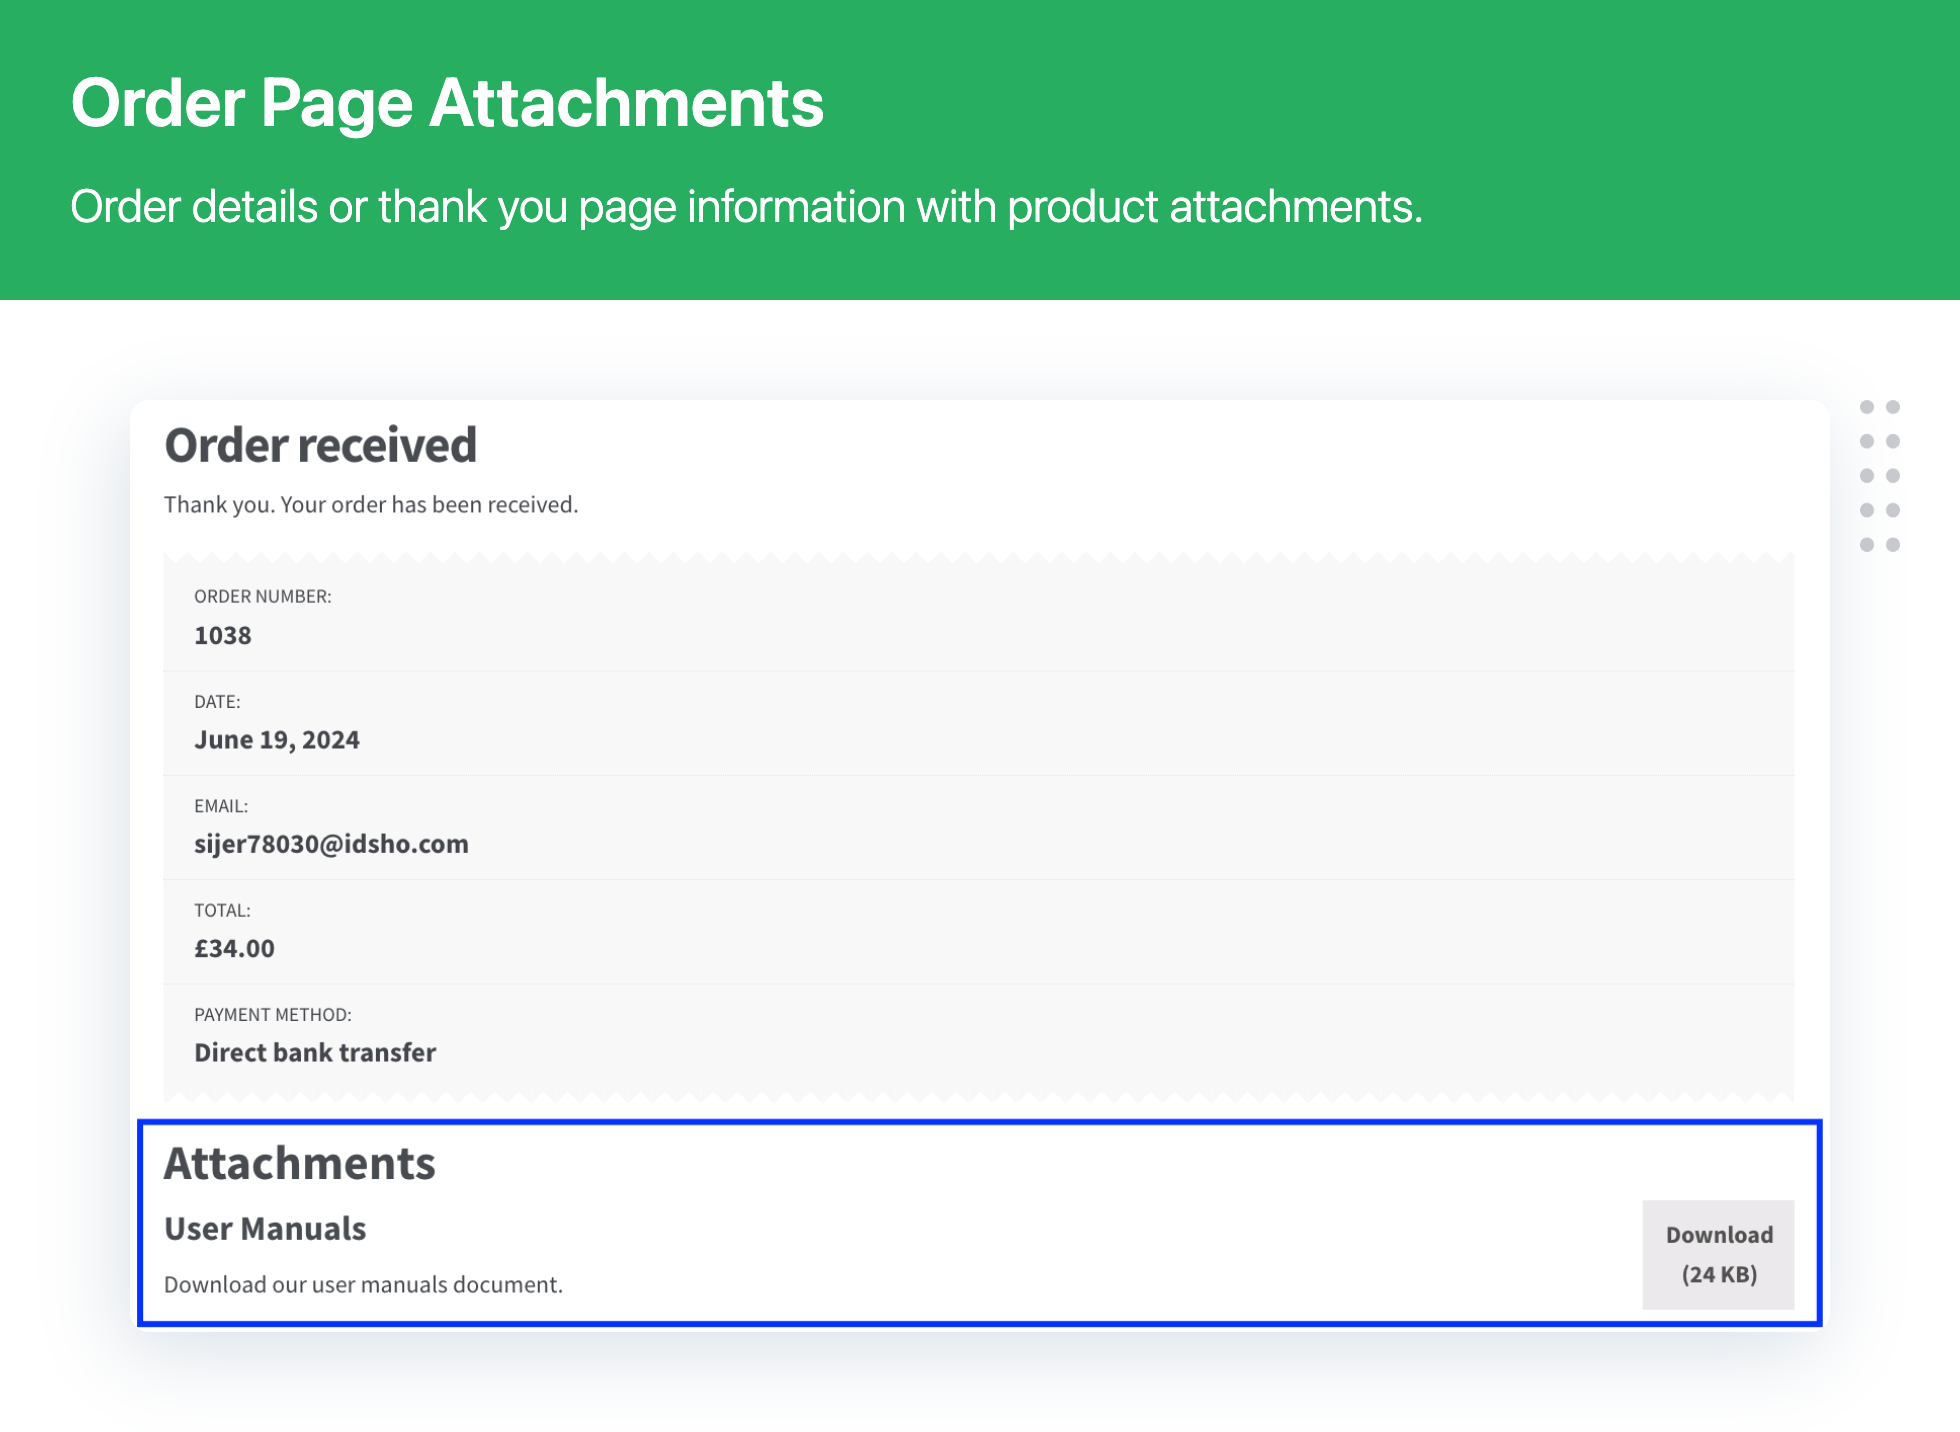 Order Page Attachments
Order details or thank you page information with product attachments.
Order received
Thank you. Your order has been received.
ORDER NUMBER:
1038
DATE:
June 19, 2024
EMAIL:
sijer78030@idsho.com
TOTAL:
£34.00
PAYMENT METHOD:
Direct bank transfer
Attachments
User Manuals
Download our user manuals document.
Download
(24 KB)